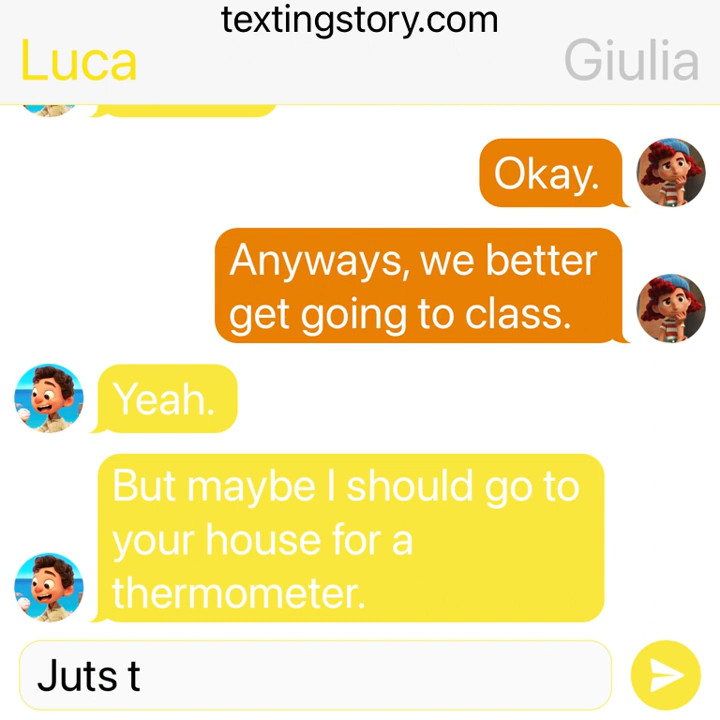 textingstory.com
Luca
Giulia
Okay.
Anyways, we better
get going to class.
Yeah.
But maybe I should go to
your house for a
thermometer.
Juts t